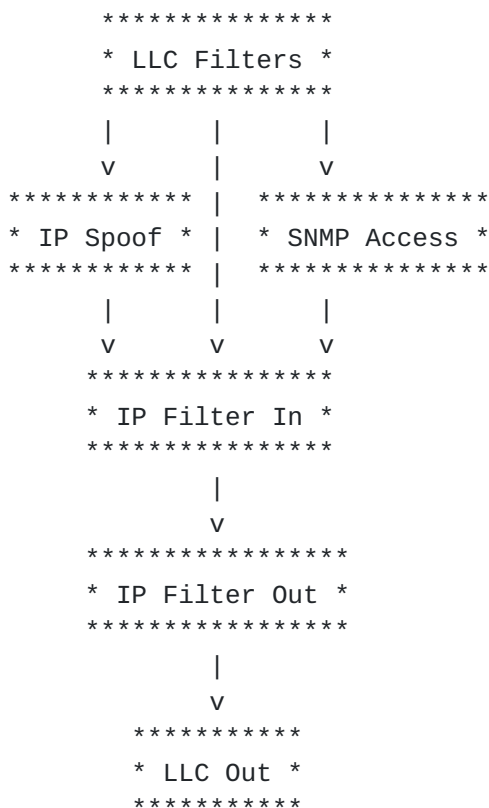 ***************
* LLC Filters *
***************
| | |
v | v
************ | ***************
* IP Spoof * | * SNMP Access *
************ | ***************
| | |
v v v
****************
* IP Filter In *
****************
|
v
*****************
* IP Filter Out *
*****************
|
v
***********
* LLC Out *
***********